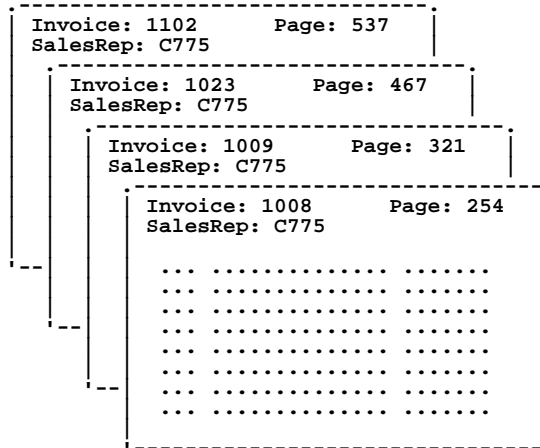 Invoice: 1102 Page: 537
SalesRep: C775
Invoice: 1023 Page: 467
SalesRep: C775
Invoice: 1009 Page: 321
SalesRep: C775
Invoice: 1008 Page: 254
SalesRep: C775
... .............. .......
... .............. .......
... .............. .......
... .............. .......
... .............. .......
... .............. .......
... .............. .......
... .............. .......